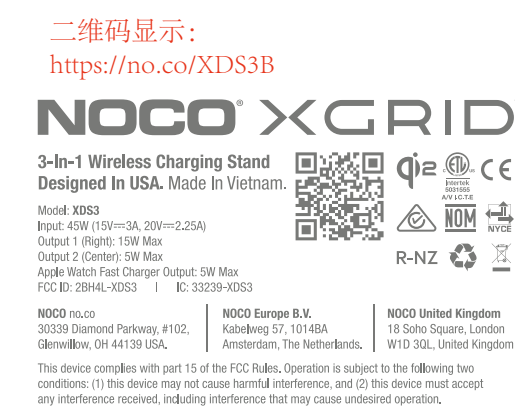 二维码显示:
https://no.co/XDS3B
NOCO® XGRID
3-In-1 Wireless Charging Stand
Designed In USA. Made In Vietnam.
Model: XDS3
Input: 45W (15V⎓3A, 20V⎓2.25A)
Output 1 (Right): 15W Max
Output 2 (Center): 5W Max
Apple Watch Fast Charger Output: 5W Max
FCC ID: 2BH4L-XDS3 | IC: 33239-XDS3
Qi2 ETL CE
Intertek
5031555
A/V I.C.T.E
NOM NYCE
R-NZ
NOCO no.co
30339 Diamond Parkway, #102,
Glenwillow, OH 44139 USA.
NOCO Europe B.V.
Kabelweg 57, 1014BA
Amsterdam, The Netherlands.
NOCO United Kingdom
18 Soho Square, London
W1D 3QL, United Kingdom
This device complies with part 15 of the FCC Rules. Operation is subject to the following two
conditions: (1) this device may not cause harmful interference, and (2) this device must accept
any interference received, including interference that may cause undesired operation.